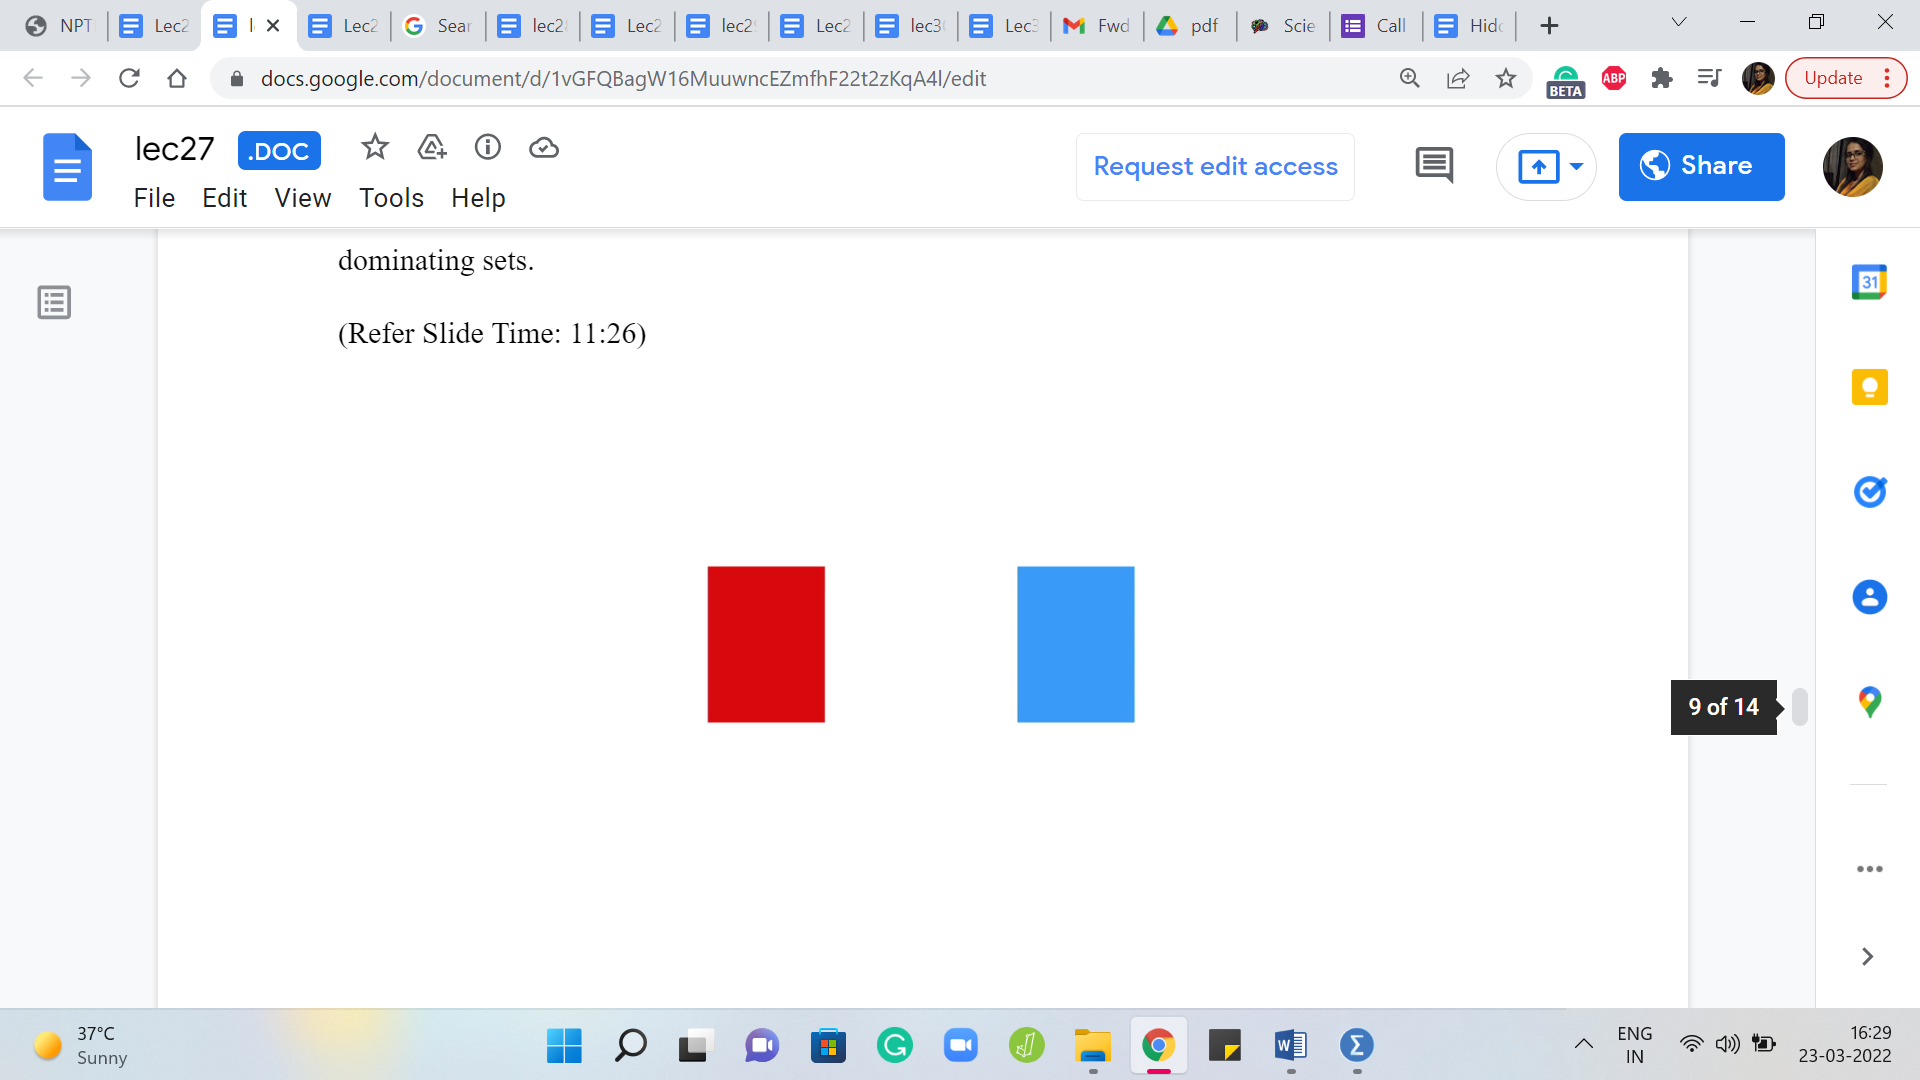 NPT Lec2 l Lec2 Sear lec2 Lec2 lec2 Lec2 lec3 Lec3 Fwd pdf Scie Call Hid
docs.google.com/document/d/1vGFQBagW16MuuwncEZmfhF22t2zKqA4l/edit
ABP
BETA
Update
lec27 .DOC
Request edit access
Share
File Edit View Tools Help
dominating sets.
31
(Refer Slide Time: 11:26)
9 of 14
37°C
Sunny
ENG
IN
16:29
23-03-2022